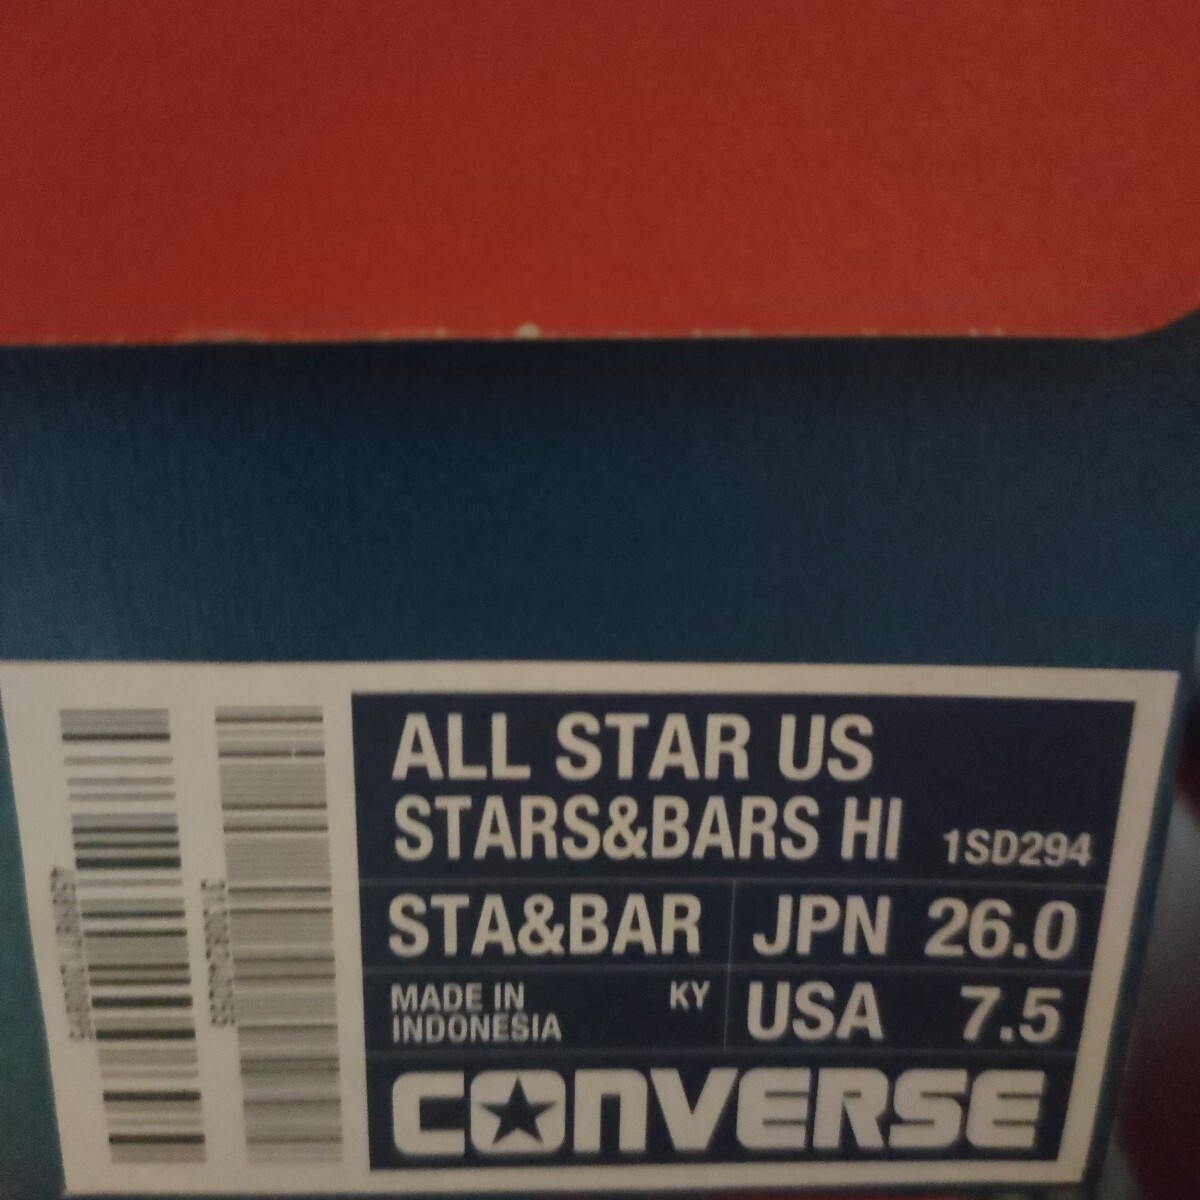 ALL STAR US
STARS&BARS HI 1SD294
STA&BAR JPN 26.0
MADE IN INDONESIA KY USA 7.5
CONVERSE